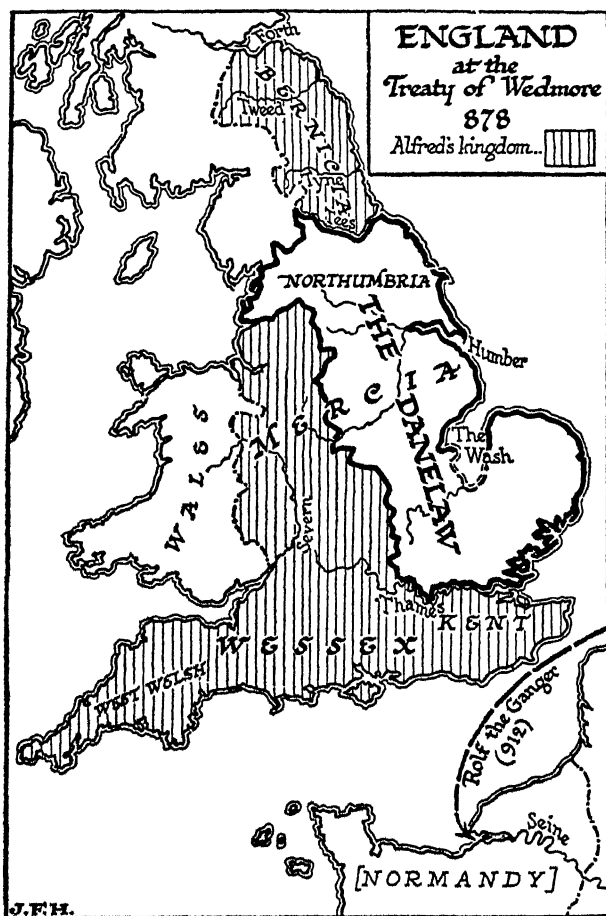 ENGLAND
at the
Treaty of Wedmore
878
Alfred's kingdom...
Forth
BERNICIA
Tweed
Tyne
Tees
NORTHUMBRIA
THE DANELAW
Humber
MERCIA
The
Wash
WALES
Severn
Thames
KENT
WESSEX
WEST WELSH
Rolf the Ganger
(912)
Seine
[NORMANDY]
J.F.H.